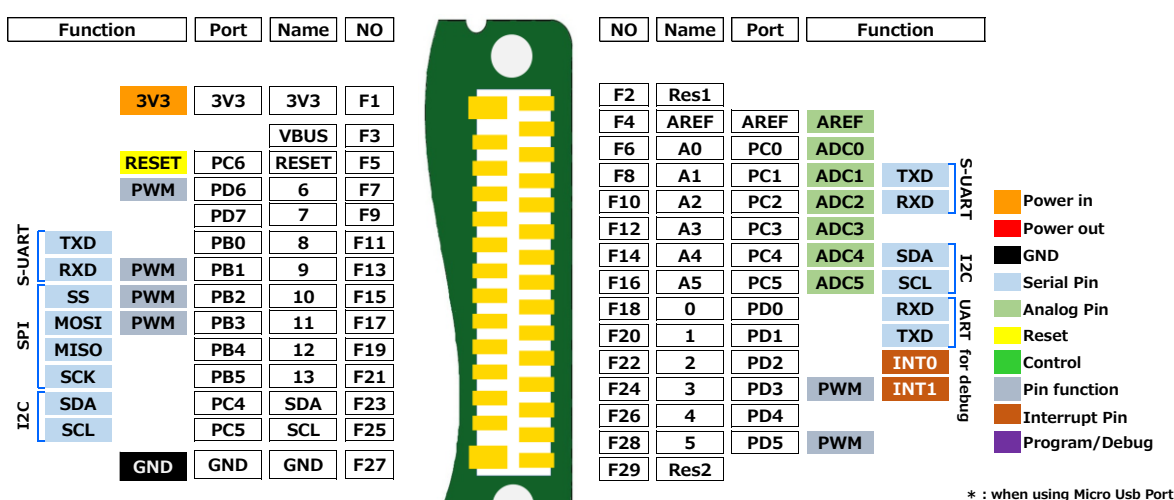 Function Port Name NO NO Name Port Function
3V3 3V3 3V3 F1
VBUS F3
RESET PC6 RESET F5
PWM PD6 6 F7
PD7 7 F9
S-UART
TXD PB0 8 F11
RXD PWM PB1 9 F13
SPI
SS PWM PB2 10 F15
MOSI PWM PB3 11 F17
MISO PB4 12 F19
SCK PB5 13 F21
I2C
SDA PC4 SDA F23
SCL PC5 SCL F25
GND GND GND F27
F2 Res1
F4 AREF AREF AREF
F6 A0 PC0 ADC0
F8 A1 PC1 ADC1 TXD
F10 A2 PC2 ADC2 RXD
S-UART
F12 A3 PC3 ADC3
F14 A4 PC4 ADC4 SDA
F16 A5 PC5 ADC5 SCL
I2C
F18 0 PD0 RXD
F20 1 PD1 TXD
UART for debug
F22 2 PD2 INT0
F24 3 PD3 PWM INT1
F26 4 PD4
F28 5 PD5 PWM
F29 Res2
Power in
Power out
GND
Serial Pin
Analog Pin
Reset
Control
Pin function
Interrupt Pin
Program/Debug
* : when using Micro Usb Port